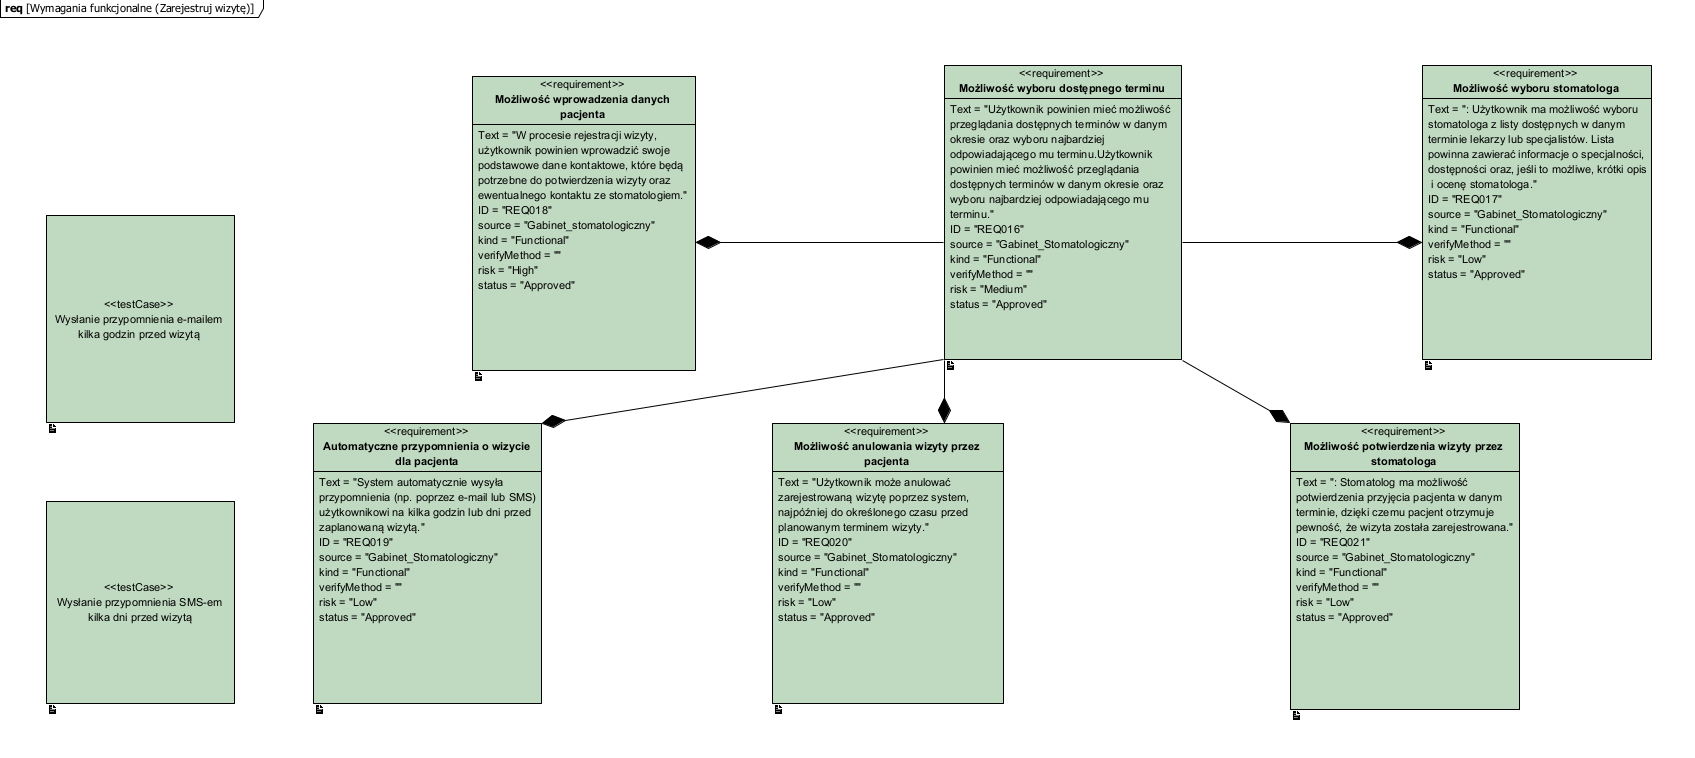 req [Wymagania funkcjonalne (Zarejestruj wizytę)]
<<requirement>>
Możliwość wprowadzenia danych
pacjenta
Text = "W procesie rejestracji wizyty,
użytkownik powinien wprowadzić swoje
podstawowe dane kontaktowe, które będą
potrzebne do potwierdzenia wizyty oraz
ewentualnego kontaktu ze stomatologiem."
ID = "REQ018"
source = "Gabinet_stomatologiczny"
kind = "Functional"
verifyMethod = ""
risk = "High"
status = "Approved"
<<requirement>>
Możliwość wyboru dostępnego terminu
Text = "Użytkownik powinien mieć możliwość
przeglądania dostępnych terminów w danym
okresie oraz wyboru najbardziej
odpowiadającego mu terminu.Użytkownik
powinien mieć możliwość przeglądania
dostępnych terminów w danym okresie oraz
wyboru najbardziej odpowiadającego mu
terminu."
ID = "REQ016"
source = "Gabinet_Stomatologiczny"
kind = "Functional"
verifyMethod = ""
risk = "Medium"
status = "Approved"
<<requirement>>
Możliwość wyboru stomatologa
Text = ": Użytkownik ma możliwość wyboru
stomatologa z listy dostępnych w danym
terminie lekarzy lub specjalistów. Lista
powinna zawierać informacje o specjalności,
dostępności oraz, jeśli to możliwe, krótki opis
i ocenę stomatologa."
ID = "REQ017"
source = "Gabinet_Stomatologiczny"
kind = "Functional"
verifyMethod = ""
risk = "Low"
status = "Approved"
<<testCase>>
Wysłanie przypomnienia e-mailem
kilka godzin przed wizytą
<<testCase>>
Wysłanie przypomnienia SMS-em
kilka dni przed wizytą
<<requirement>>
Automatyczne przypomnienia o wizycie
dla pacjenta
Text = "System automatycznie wysyła
przypomnienia (np. poprzez e-mail lub SMS)
użytkownikowi na kilka godzin lub dni przed
zaplanowaną wizytą."
ID = "REQ019"
source = "Gabinet_Stomatologiczny"
kind = "Functional"
verifyMethod = ""
risk = "Low"
status = "Approved"
<<requirement>>
Możliwość anulowania wizyty przez
pacjenta
Text = "Użytkownik może anulować
zarejestrowaną wizytę poprzez system,
najpóźniej do określonego czasu przed
planowanym terminem wizyty."
ID = "REQ020"
source = "Gabinet_Stomatologiczny"
kind = "Functional"
verifyMethod = ""
risk = "Low"
status = "Approved"
<<requirement>>
Możliwość potwierdzenia wizyty przez
stomatologa
Text = ": Stomatolog ma możliwość
potwierdzenia przyjęcia pacjenta w danym
terminie, dzięki czemu pacjent otrzymuje
pewność, że wizyta została zarejestrowana."
ID = "REQ021"
source = "Gabinet_Stomatologiczny"
kind = "Functional"
verifyMethod = ""
risk = "Low"
status = "Approved"